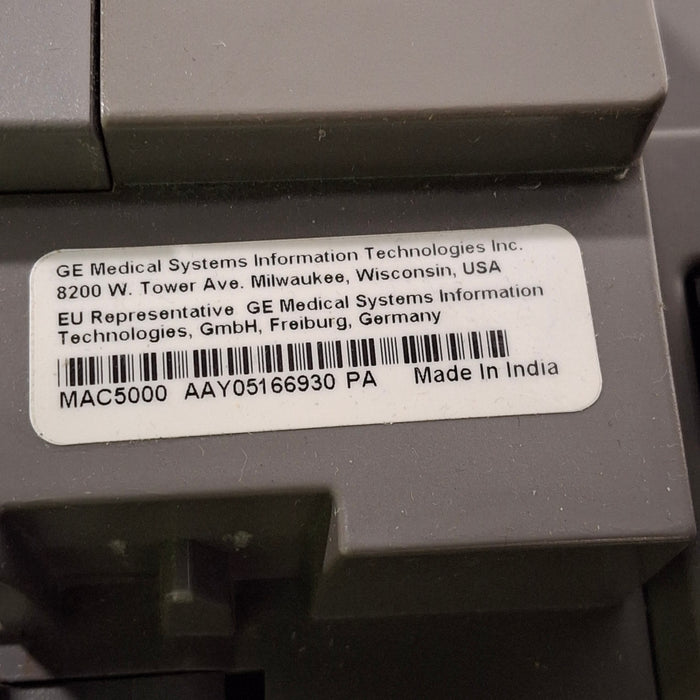 GE Medical Systems Information Technologies Inc.
8200 W. Tower Ave. Milwaukee, Wisconsin, USA
EU Representative GE Medical Systems Information
Technologies, GmbH, Freiburg, Germany
MAC5000 AAY05166930 PA Made In India